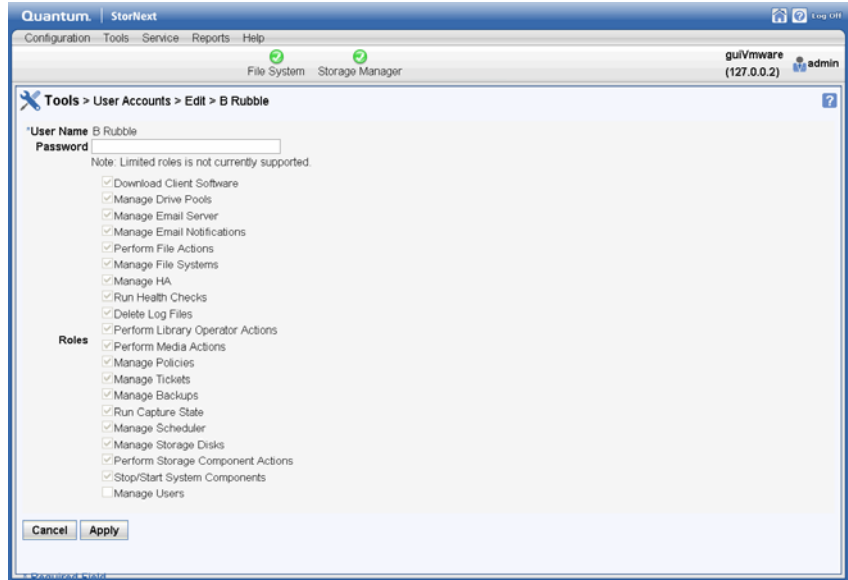 Quantum. StorNext Log Off
Configuration Tools Service Reports Help
File System Storage Manager guiVmware (127.0.0.2) admin
Tools > User Accounts > Edit > B Rubble
*User Name B Rubble
Password
Note: Limited roles is not currently supported.
Roles
Download Client Software
Manage Drive Pools
Manage Email Server
Manage Email Notifications
Perform File Actions
Manage File Systems
Manage HA
Run Health Checks
Delete Log Files
Perform Library Operator Actions
Perform Media Actions
Manage Policies
Manage Tickets
Manage Backups
Run Capture State
Manage Scheduler
Manage Storage Disks
Perform Storage Component Actions
Stop/Start System Components
Manage Users
Cancel Apply
* Required Field